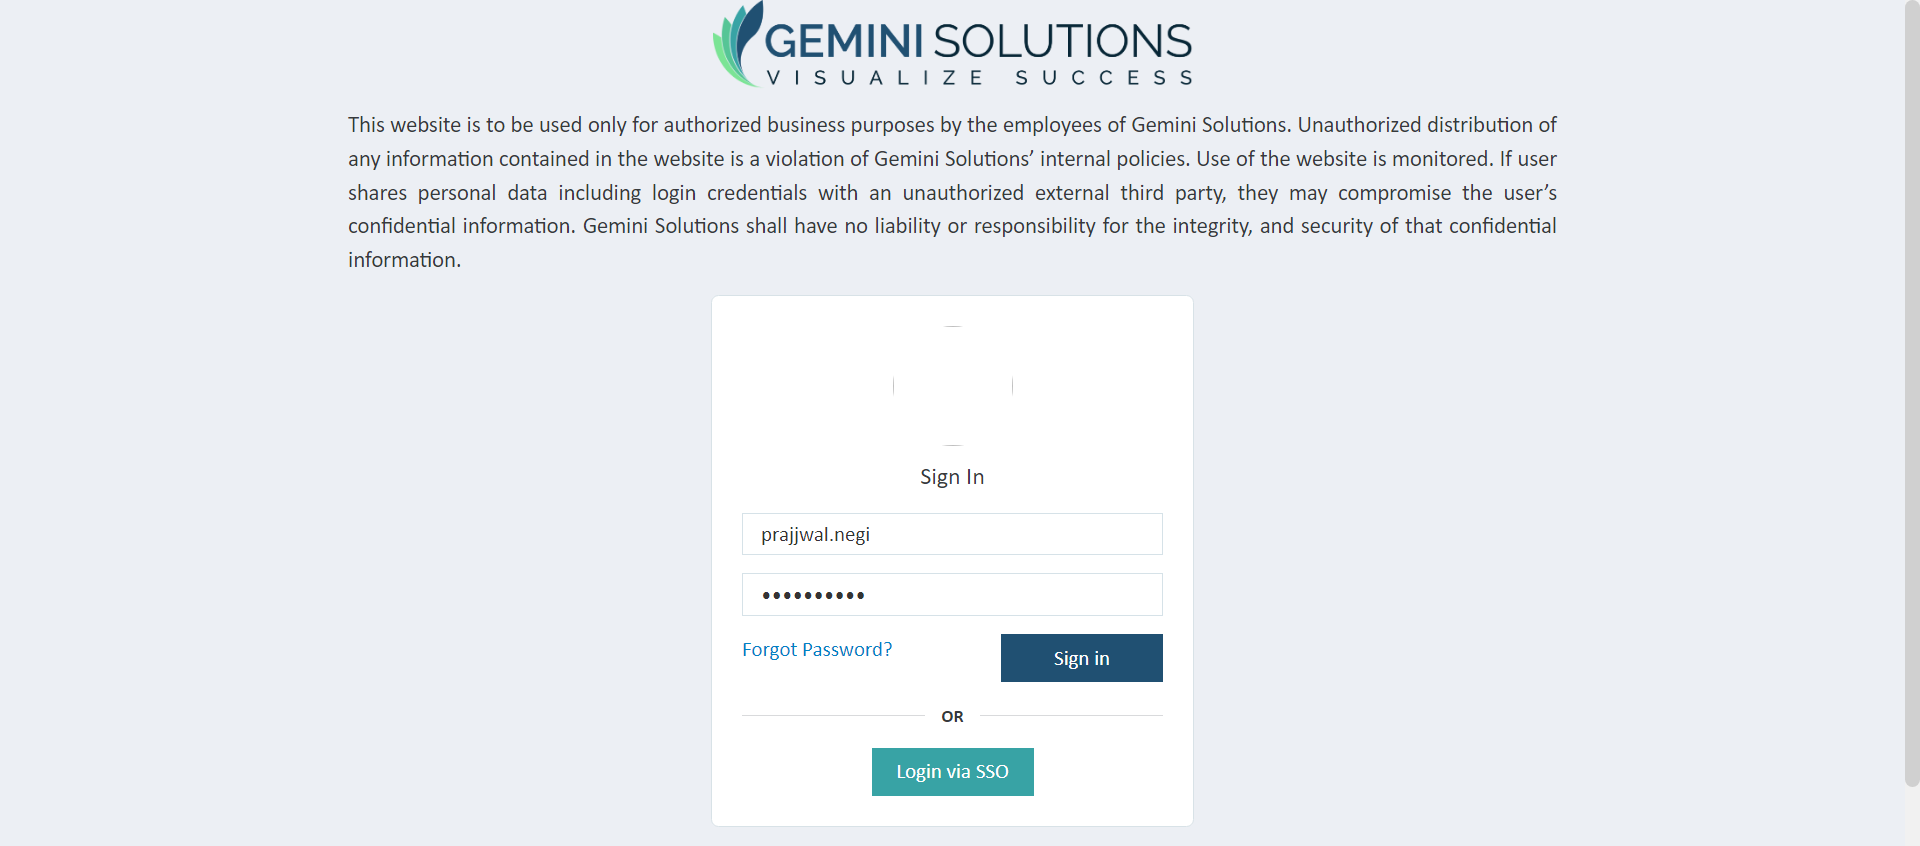 GEMINI SOLUTIONS
VISUALIZE SUCCESS
This website is to be used only for authorized business purposes by the employees of Gemini Solutions. Unauthorized distribution of
any information contained in the website is a violation of Gemini Solutions’ internal policies. Use of the website is monitored. If user
shares personal data including login credentials with an unauthorized external third party, they may compromise the user’s
confidential information. Gemini Solutions shall have no liability or responsibility for the integrity, and security of that confidential
information.
Sign In
prajjwal.negi
••••••••••
Forgot Password?
Sign in
OR
Login via SSO